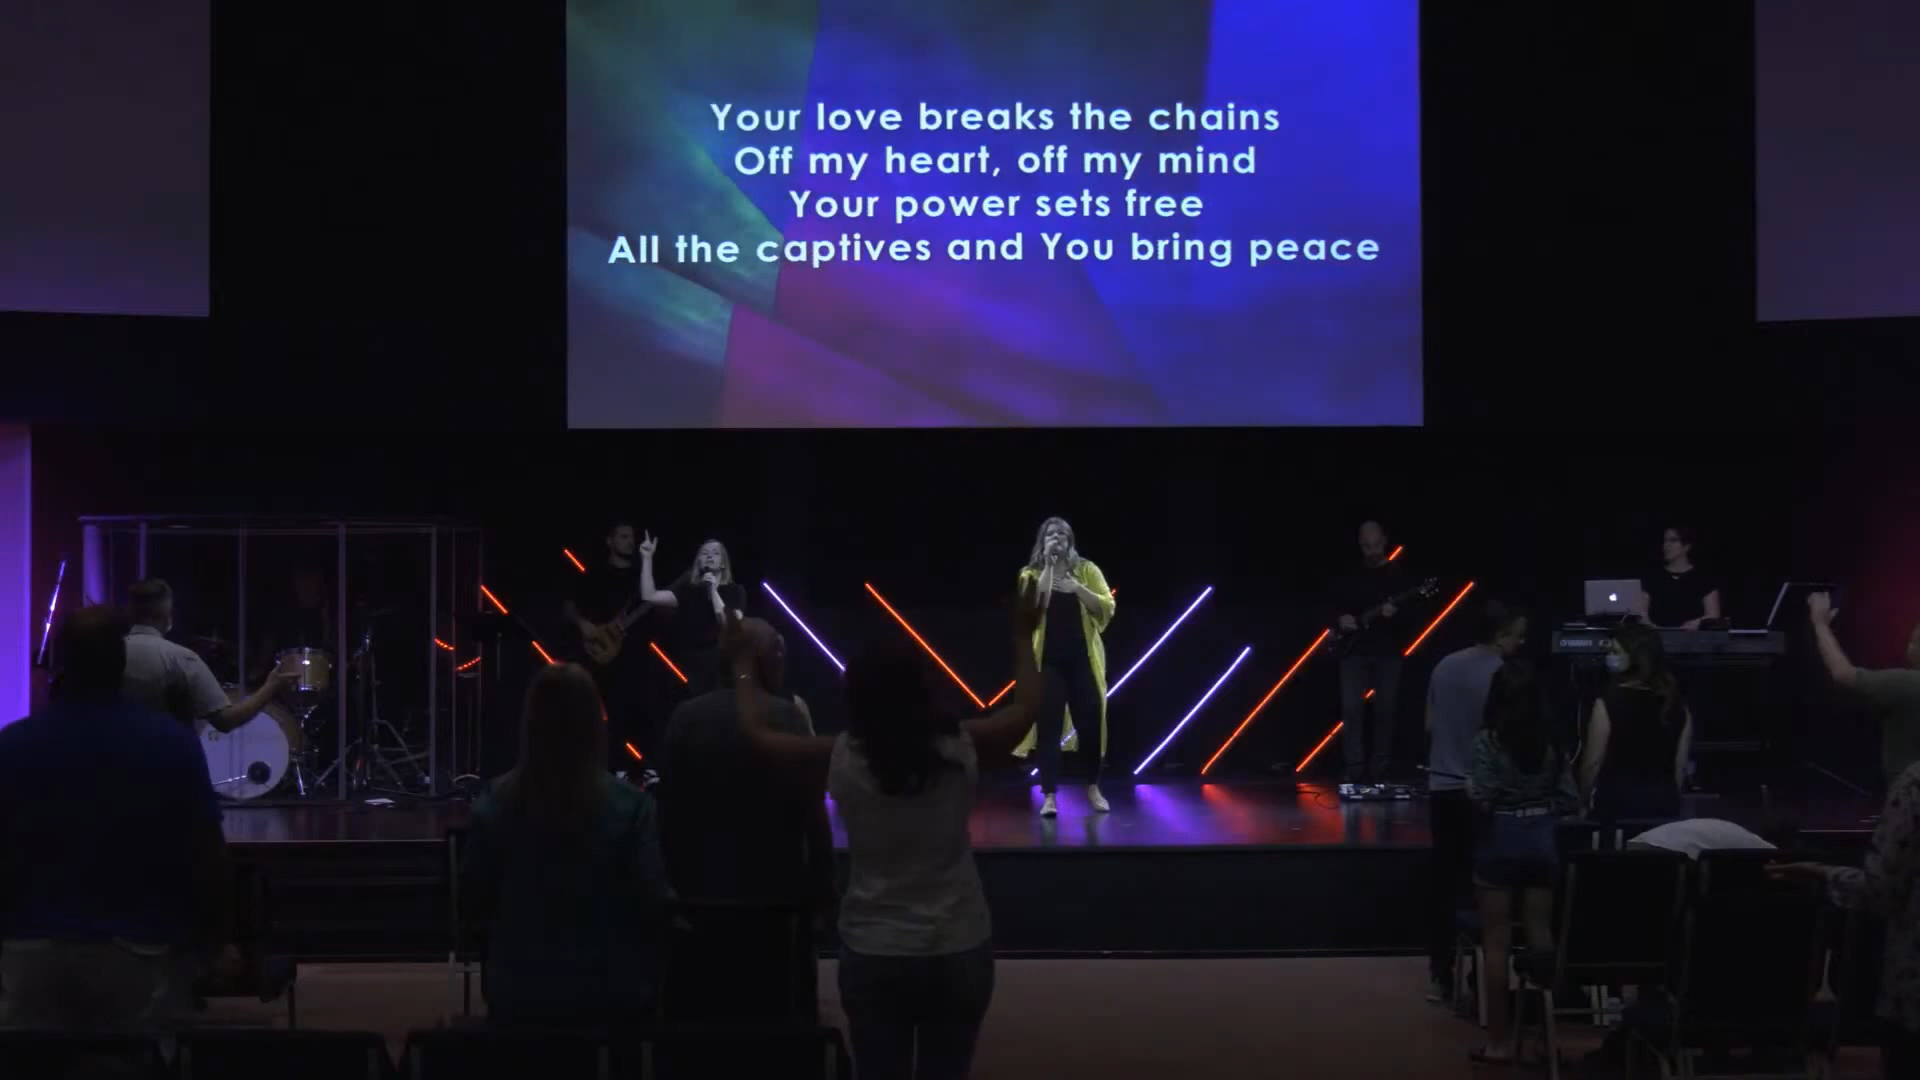 Your love breaks the chains
Off my heart, off my mind
Your power sets free
All the captives and You bring peace
YAMAHA